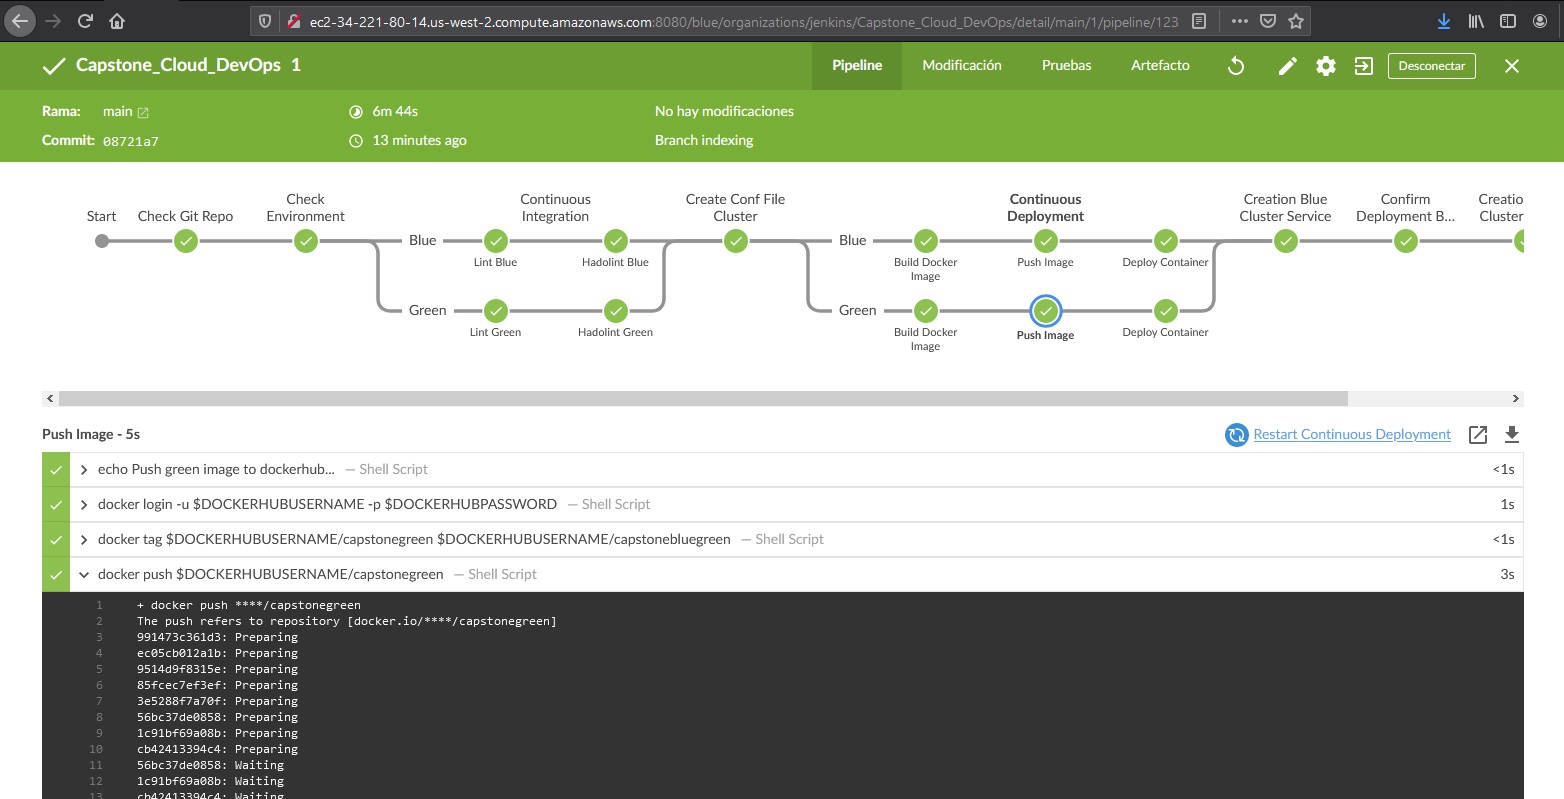 ec2-34-221-80-14.us-west-2.compute.amazonaws.com:8080/blue/organizations/jenkins/Capstone_Cloud_DevOps/detail/main/1/pipeline/123
Capstone_Cloud_DevOps 1
Pipeline Modificación Pruebas Artefacto Desconectar
Rama: main 6m 44s No hay modificaciones
Commit: 08721a7 13 minutes ago Branch indexing
Start
Check Git Repo
Check
Environment
Continuous
Integration
Create Conf File
Cluster
Continuous
Deployment
Creation Blue
Cluster Service
Confirm
Deployment B...
Creatio
Cluster
Blue
Lint Blue
Hadolint Blue
Blue
Build Docker
Image
Push Image
Deploy Container
Green
Lint Green
Hadolint Green
Green
Build Docker
Image
Push Image
Deploy Container
Push Image - 5s
Restart Continuous Deployment
echo Push green image to dockerhub... — Shell Script <1s
docker login -u $DOCKERHUBUSERNAME -p $DOCKERHUBPASSWORD — Shell Script 1s
docker tag $DOCKERHUBUSERNAME/capstonegreen $DOCKERHUBUSERNAME/capstonebluegreen — Shell Script <1s
docker push $DOCKERHUBUSERNAME/capstonegreen — Shell Script 3s
1 + docker push ****/capstonegreen
2 The push refers to repository [docker.io/****/capstonegreen]
3 991473c361d3: Preparing
4 ec05cb012a1b: Preparing
5 9514d9f8315e: Preparing
6 85fcec7ef3ef: Preparing
7 3e5288f7a70f: Preparing
8 56bc37de0858: Preparing
9 1c91bf69a08b: Preparing
10 cb42413394c4: Preparing
11 56bc37de0858: Waiting
12 1c91bf69a08b: Waiting
13 cb42413394c4: Waiting